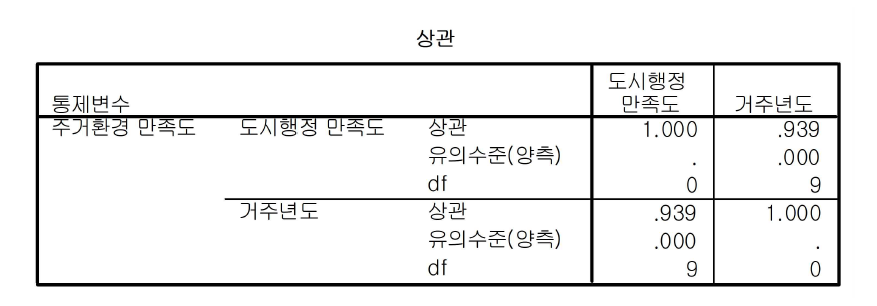 상관
통제변수 도시행정 만족도 거주년도
주거환경 만족도 도시행정 만족도 상관 1.000 .939
유의수준(양측) . .000
df 0 9
거주년도 상관 .939 1.000
유의수준(양측) .000 .
df 9 0